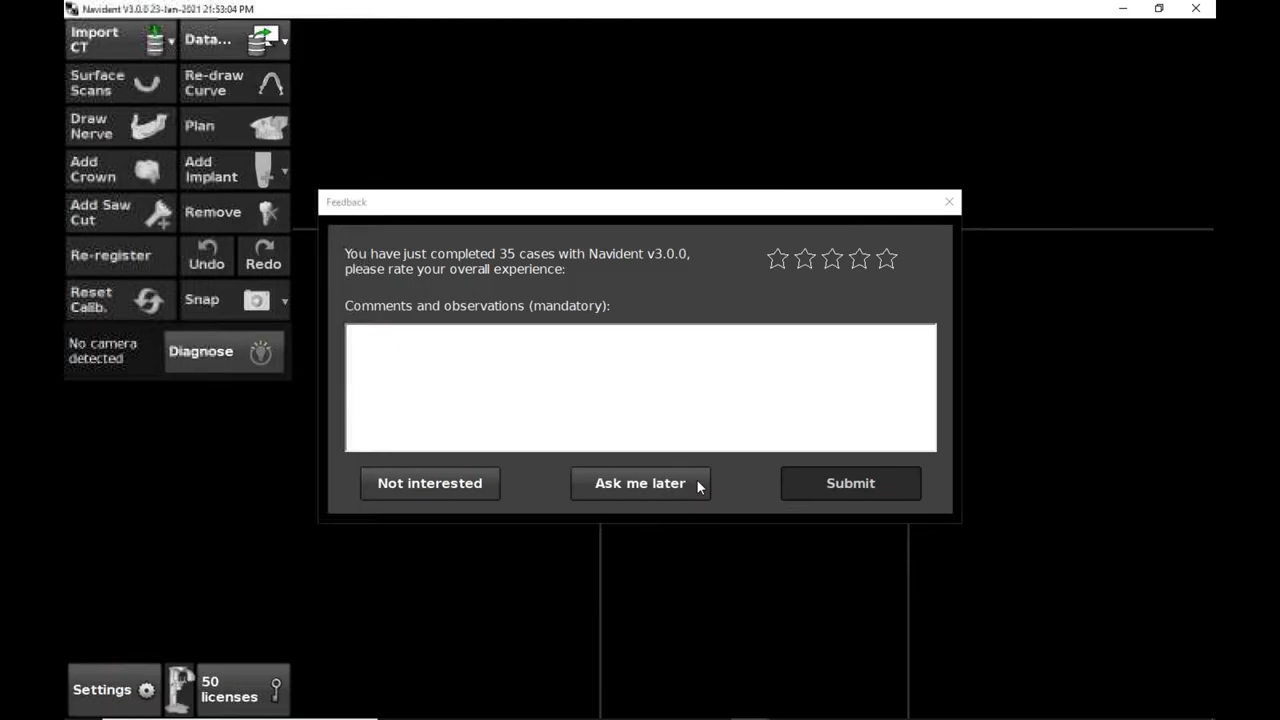 Navident V3.0.0 23-Jan-2021 21:53:04 PM
Import
CT
Data...
Surface
Scans
Re-draw
Curve
Draw
Nerve
Plan
Add
Crown
Add
Implant
Add Saw
Cut
Remove
Re-register
Undo
Redo
Reset
Calib.
Snap
No camera
detected
Diagnose
Feedback
You have just completed 35 cases with Navident v3.0.0,
please rate your overall experience:
Comments and observations (mandatory):
Not interested
Ask me later
Submit
Settings
50
licenses